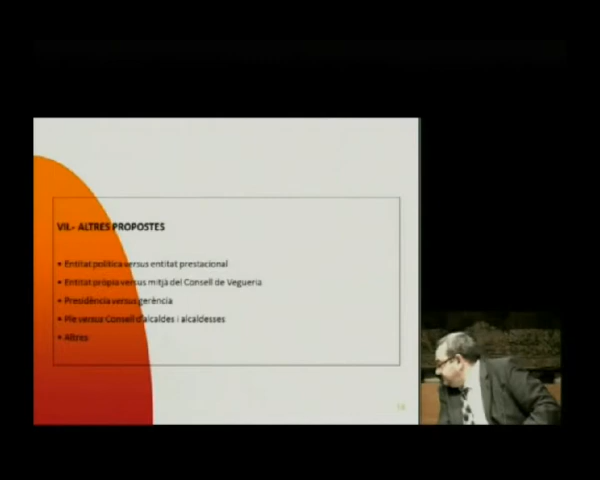 VII.- ALTRES PROPOSTES
• Entitat política versus entitat prestacional
• Entitat pròpia versus mitjà del Consell de Vegueria
• Presidència versus gerència
• Ple versus Consell d'alcaldes i alcaldesses
• Altres